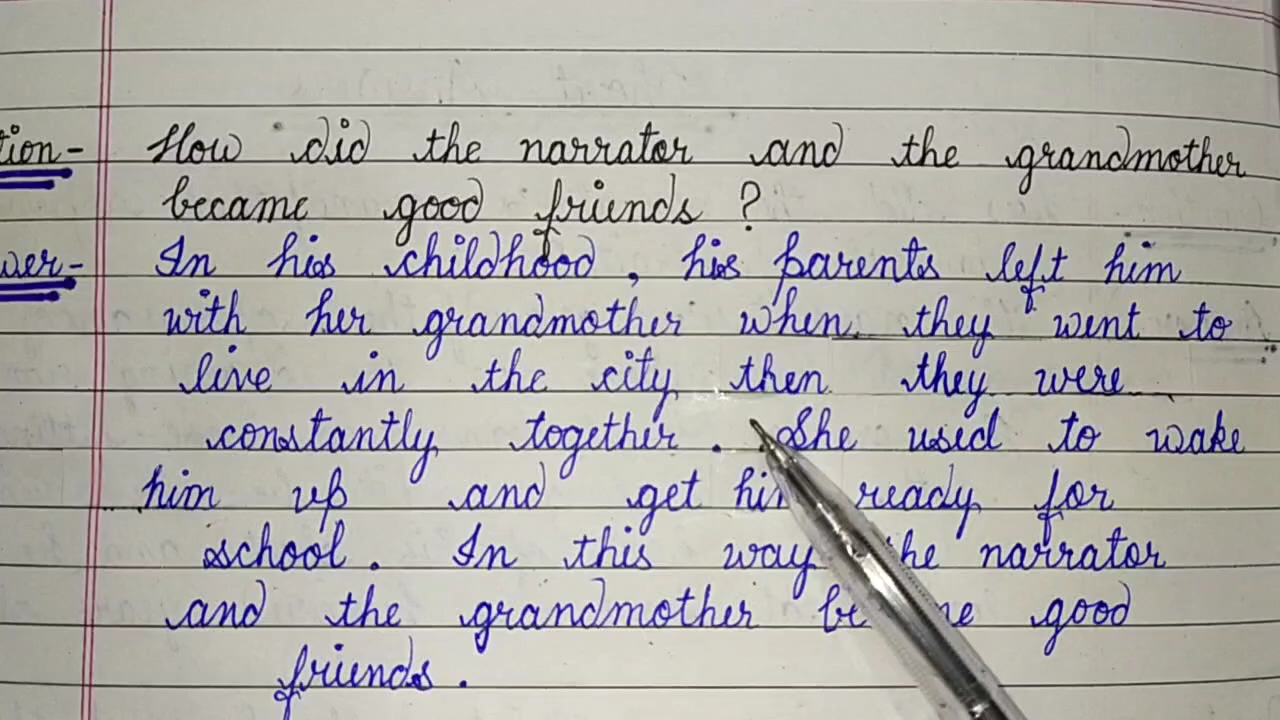 tion- How did the narrator and the grandmother
became good friends ?
wer- In his childhood, his parents left him
with her grandmother when they went to
live in the city then they were
constantly together. She used to wake
him up and get him ready for
school. In this way the narrator
and the grandmother became good
friends.